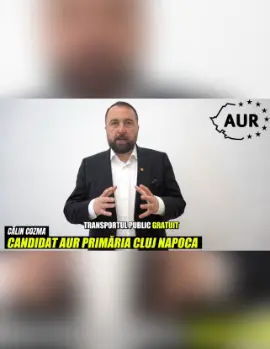 AUR
TRANSPORTUL PUBLIC GRATUIT
CĂLIN COZMA
CANDIDAT AUR PRIMĂRIA CLUJ NAPOCA